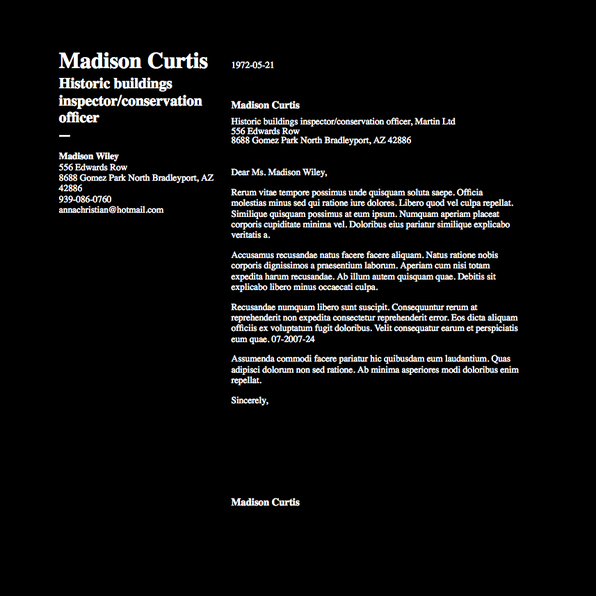 Madison Curtis
Historic buildings
inspector/conservation
officer
—
Madison Wiley
556 Edwards Row
8688 Gomez Park North Bradleyport, AZ
42886
939-086-0760
annachristian@hotmail.com
1972-05-21
Madison Curtis
Historic buildings inspector/conservation officer, Martin Ltd
556 Edwards Row
8688 Gomez Park North Bradleyport, AZ 42886
Dear Ms. Madison Wiley,
Rerum vitae tempore possimus unde quisquam soluta saepe. Officia
molestias minus sed qui ratione iure dolores. Libero quod vel culpa repellat.
Similique quisquam possimus at eum ipsum. Numquam aperiam placeat
corporis cupiditate minima vel. Doloribus eius pariatur similique explicabo
veritatis a.
Accusamus recusandae natus facere facere aliquam. Natus ratione nobis
corporis dignissimos a praesentium laborum. Aperiam cum nisi totam
expedita harum recusandae. Ab illum autem quisquam quae. Debitis sit
explicabo libero minus occaecati culpa.
Recusandae numquam libero sunt suscipit. Consequuntur rerum at
reprehenderit non expedita consectetur reprehenderit error. Eos dicta aliquam
officiis ex voluptatum fugit doloribus. Velit consequatur earum et perspiciatis
eum quae. 07-2007-24
Assumenda commodi facere pariatur hic quibusdam eum laudantium. Quas
adipisci dolorum non sed ratione. Ab minima asperiores modi doloribus enim
repellat.
Sincerely,
Madison Curtis